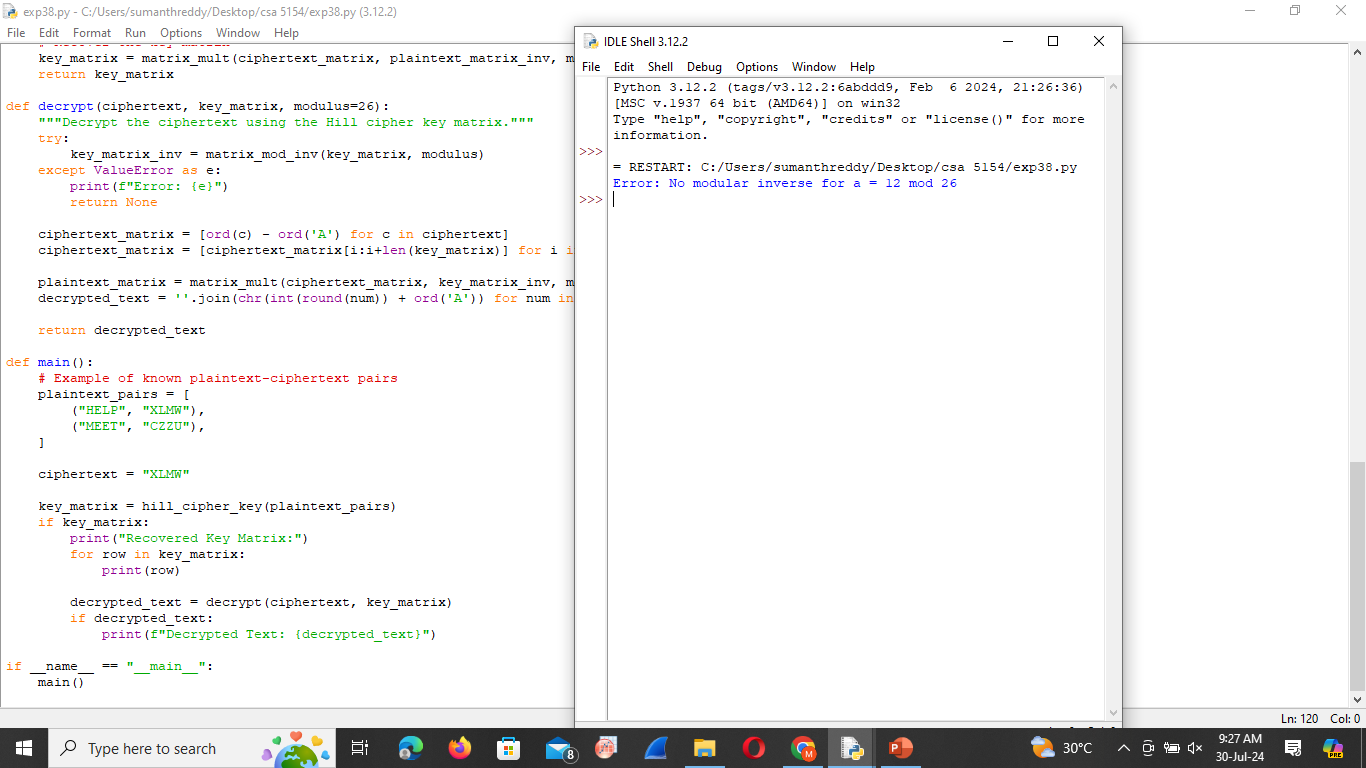 exp38.py - C:/Users/sumanthreddy/Desktop/csa 5154/exp38.py (3.12.2)
File Edit Format Run Options Window Help
key_matrix = matrix_mult(ciphertext_matrix, plaintext_matrix_inv, m
return key_matrix
def decrypt(ciphertext, key_matrix, modulus=26):
"""Decrypt the ciphertext using the Hill cipher key matrix."""
try:
key_matrix_inv = matrix_mod_inv(key_matrix, modulus)
except ValueError as e:
print(f"Error: {e}")
return None
ciphertext_matrix = [ord(c) - ord('A') for c in ciphertext]
ciphertext_matrix = [ciphertext_matrix[i:i+len(key_matrix)] for i i
plaintext_matrix = matrix_mult(ciphertext_matrix, key_matrix_inv, m
decrypted_text = ''.join(chr(int(round(num)) + ord('A')) for num in
return decrypted_text
def main():
# Example of known plaintext-ciphertext pairs
plaintext_pairs = [
("HELP", "XLMW"),
("MEET", "CZZU"),
]
ciphertext = "XLMW"
key_matrix = hill_cipher_key(plaintext_pairs)
if key_matrix:
print("Recovered Key Matrix:")
for row in key_matrix:
print(row)
decrypted_text = decrypt(ciphertext, key_matrix)
if decrypted_text:
print(f"Decrypted Text: {decrypted_text}")
if __name__ == "__main__":
main()
IDLE Shell 3.12.2
File Edit Shell Debug Options Window Help
Python 3.12.2 (tags/v3.12.2:6abddd9, Feb  6 2024, 21:26:36)
[MSC v.1937 64 bit (AMD64)] on win32
Type "help", "copyright", "credits" or "license()" for more
information.
>>>
= RESTART: C:/Users/sumanthreddy/Desktop/csa 5154/exp38.py
Error: No modular inverse for a = 12 mod 26
>>>
Ln: 120 Col: 0
Type here to search
8
M
30°C
9:27 AM
30-Jul-24
PRE